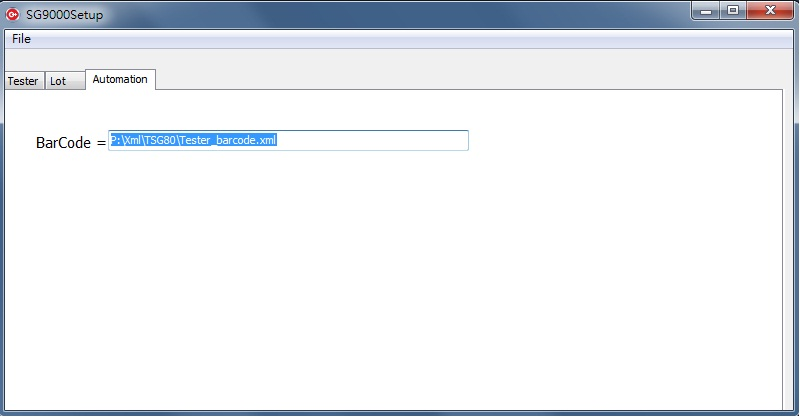 SG9000Setup
File
Tester Lot Automation
BarCode = P:\Xml\TSG80\Tester_barcode.xml